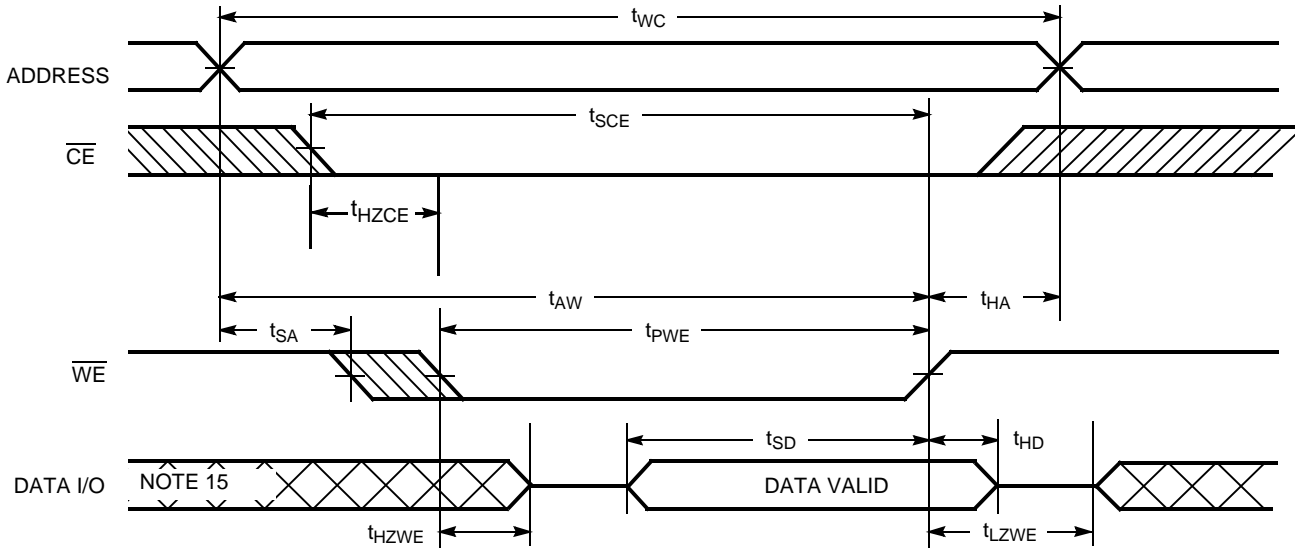 tWC
ADDRESS
tSCE
CE
tHZCE
tAW
tHA
tSA
tPWE
WE
tSD
tHD
DATA I/O
NOTE 15
DATA VALID
tHZWE
tLZWE